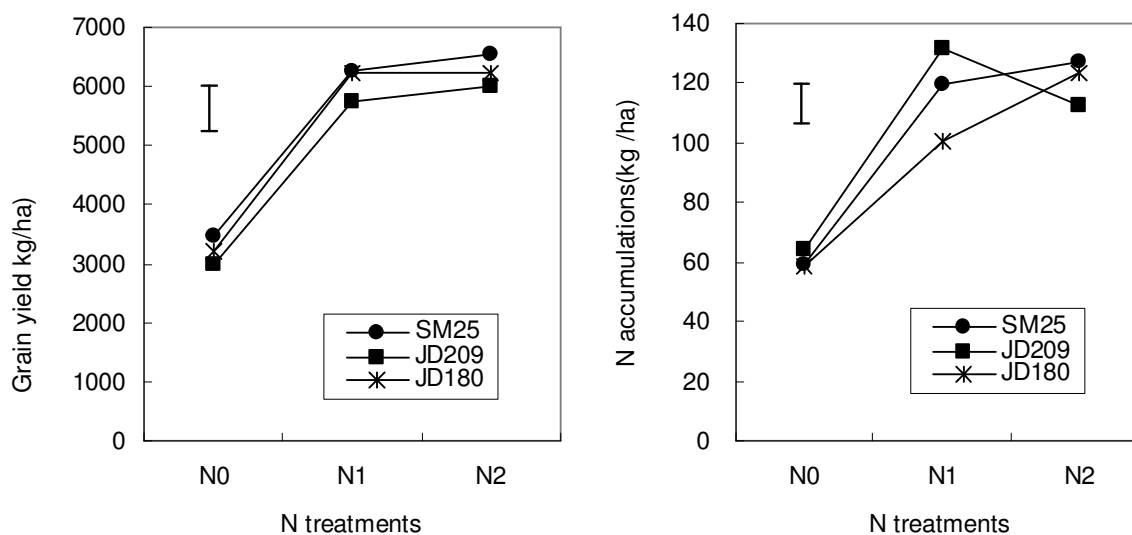 Grain yield kg/ha)
7000
6000
5000
4000
3000
2000
1000
0
SM25
JD209
JD180
N0 N1 N2
N treatments
N accumulations(kg /ha)
140
120
100
80
60
40
20
0
SM25
JD209
JD180
N0 N1 N2
N treatments